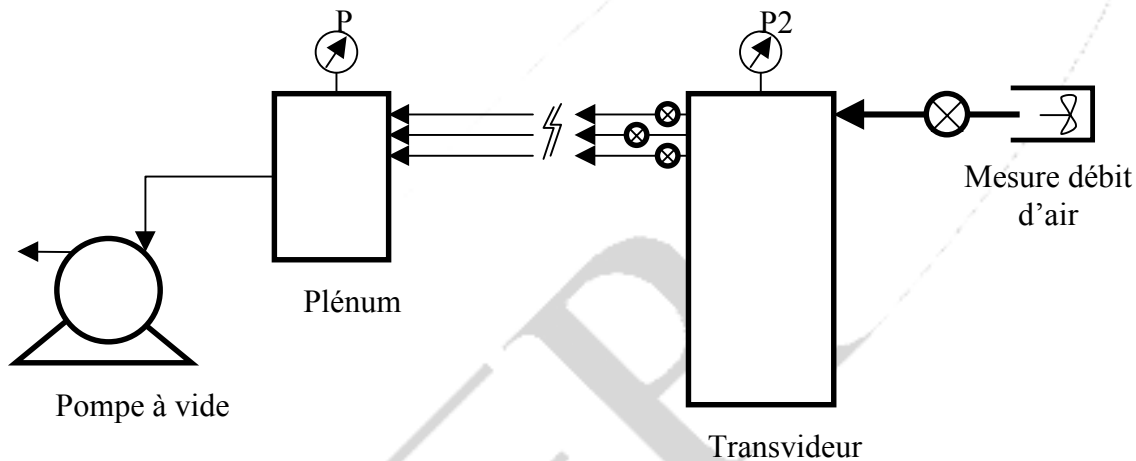 P
P2
Mesure débit
d'air
Plénum
Pompe à vide
Transvideur